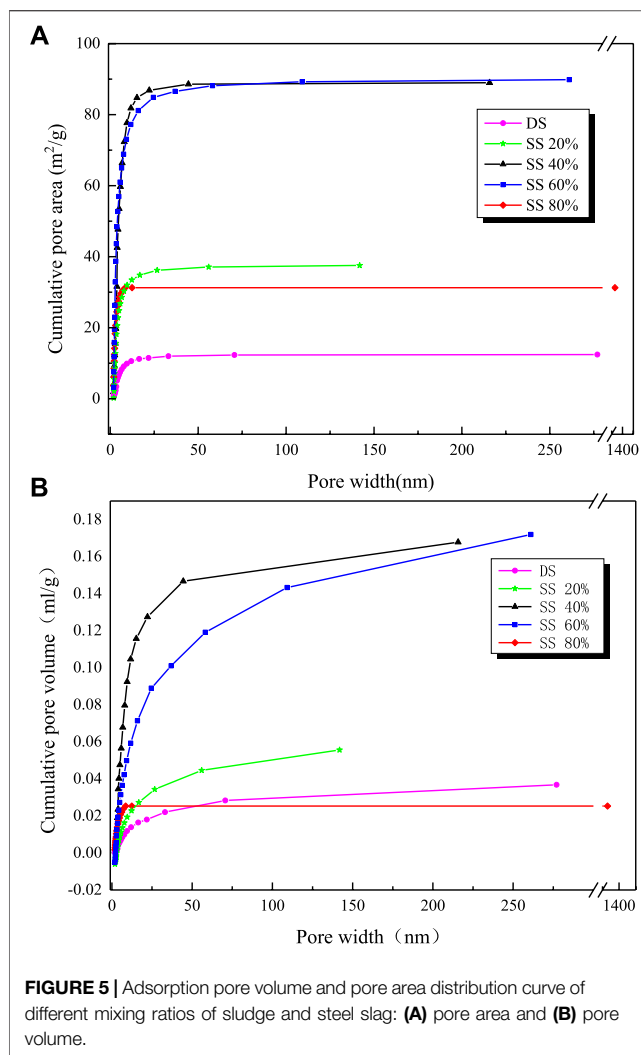 A
100
80
60
40
20
0
Cumulative pore area (m²/g)
DS
SS 20%
SS 40%
SS 60%
SS 80%
0 50 100 150 200 250 1400
Pore width(nm)
B
0.18
0.16
0.14
0.12
0.10
0.08
0.06
0.04
0.02
0.00
-0.02
Cumulative pore volume（ml/g）
DS
SS 20%
SS 40%
SS 60%
SS 80%
0 50 100 150 200 250 1400
Pore width（nm）
FIGURE 5 | Adsorption pore volume and pore area distribution curve of
different mixing ratios of sludge and steel slag: (A) pore area and (B) pore
volume.